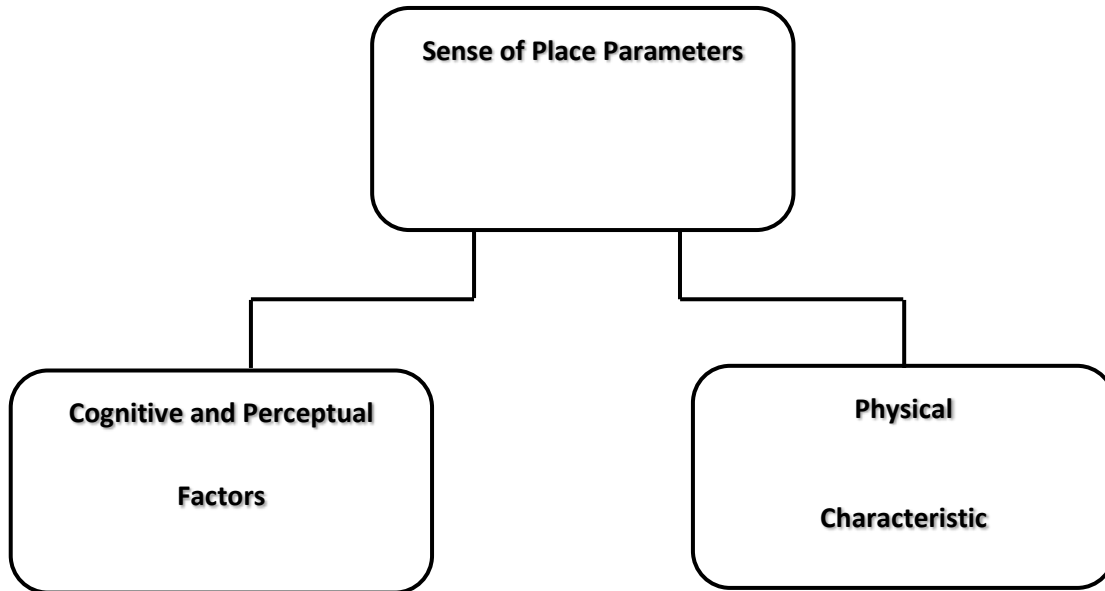 Sense of Place Parameters
Cognitive and Perceptual
Factors
Physical
Characteristic